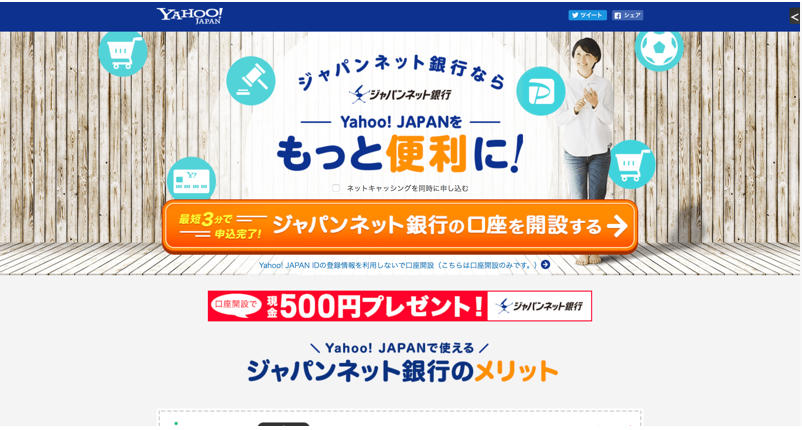 YAHOO!
JAPAN
ツイート
シェア
ジャパンネット銀行なら
ジャパンネット銀行
Yahoo! JAPANを
もっと便利に!
ネットキャッシングを同時に申し込む
最短3分で
申込完了!
ジャパンネット銀行の口座を開設する
Yahoo! JAPAN IDの登録情報を利用しないで口座開設（こちらは口座開設のみです。）
口座開設で
現金500円プレゼント!
ジャパンネット銀行
Yahoo! JAPANで使える
ジャパンネット銀行のメリット